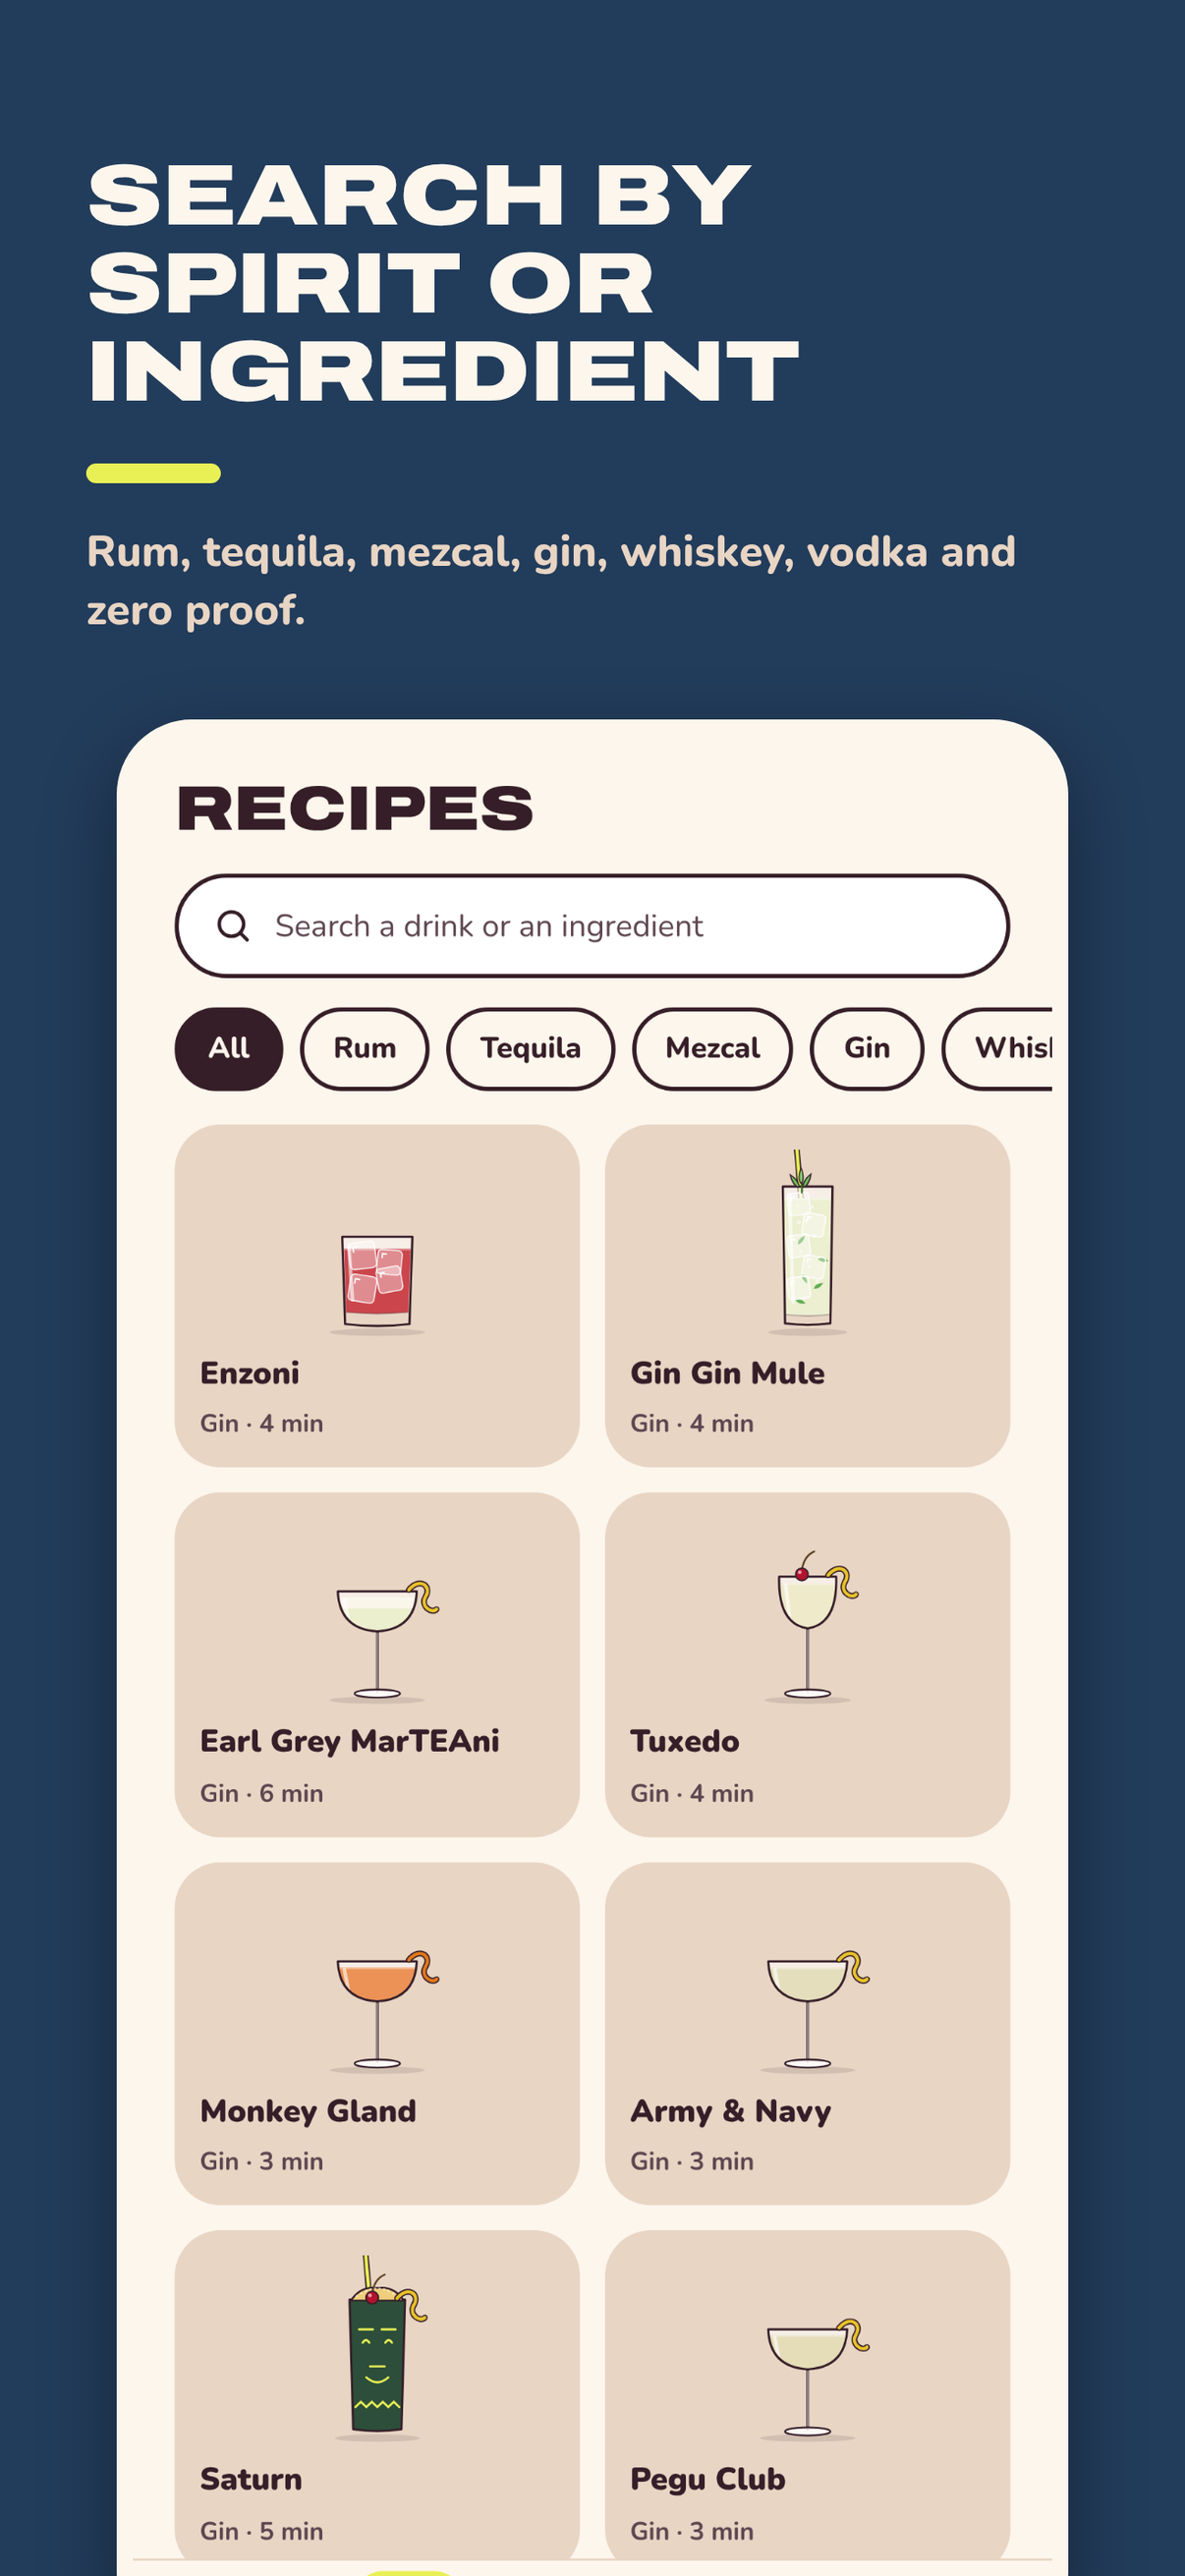 SEARCH BY
SPIRIT OR
INGREDIENT
Rum, tequila, mezcal, gin, whiskey, vodka and
zero proof.
RECIPES
Search a drink or an ingredient
All Rum Tequila Mezcal Gin
Enzoni Gin Gin Mule
Gin · 4 min Gin · 4 min
Earl Grey MarTEAni Tuxedo
Gin · 6 min Gin · 4 min
Monkey Gland Army & Navy
Gin · 3 min Gin · 3 min
Saturn Pegu Club
Gin · 5 min Gin · 3 min